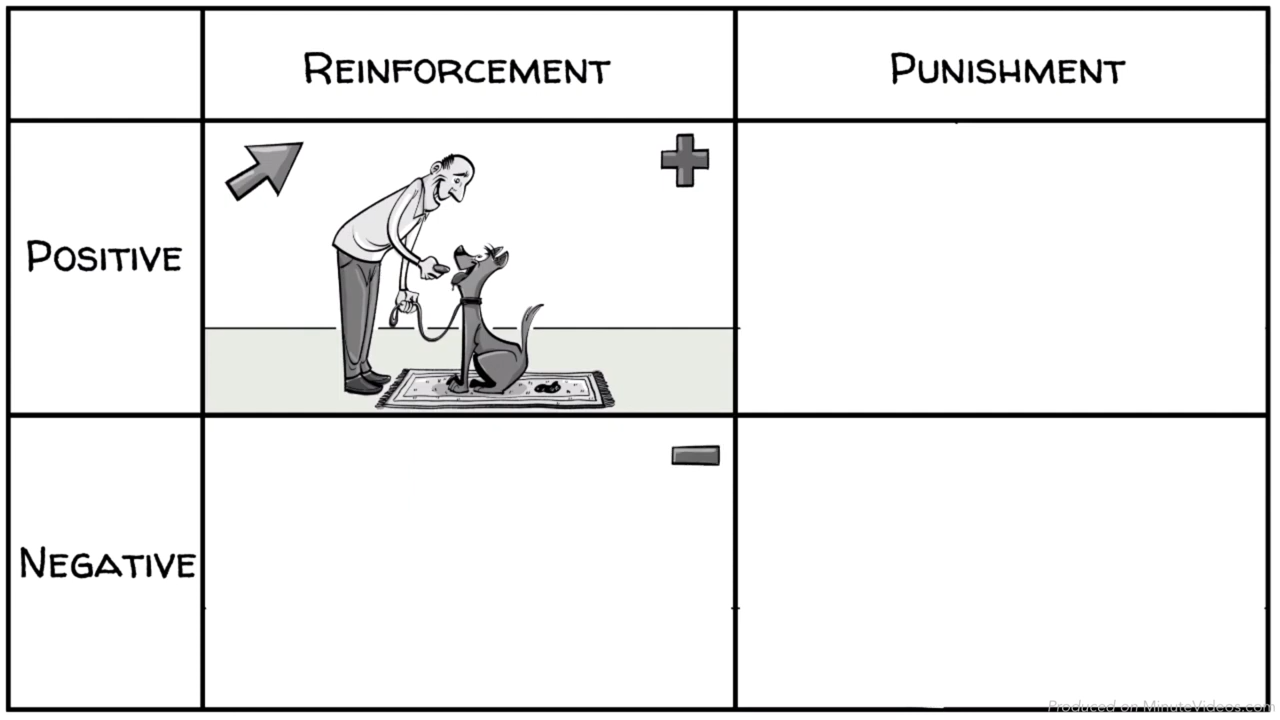 Reinforcement
Punishment
Positive
Negative
Produced on MinuteVideos.com